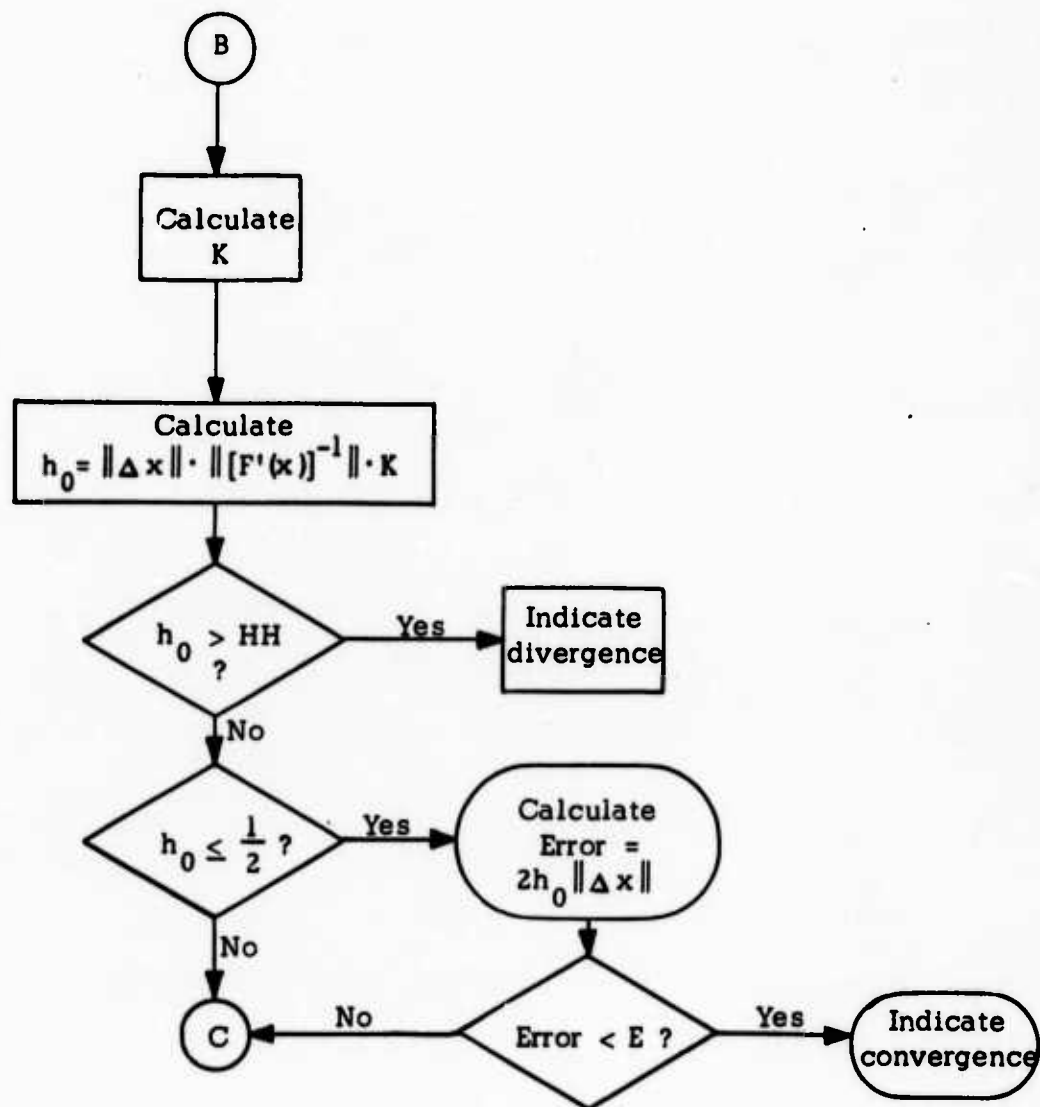 B
Calculate
K
Calculate
h₀ = ‖Δx‖ · ‖[F'(x)]⁻¹‖ · K
h₀ > HH
?
Yes
Indicate
divergence
No
h₀ ≤ 1/2 ?
Yes
Calculate
Error =
2h₀‖Δx‖
No
C
No
Error < E ?
Yes
Indicate
convergence